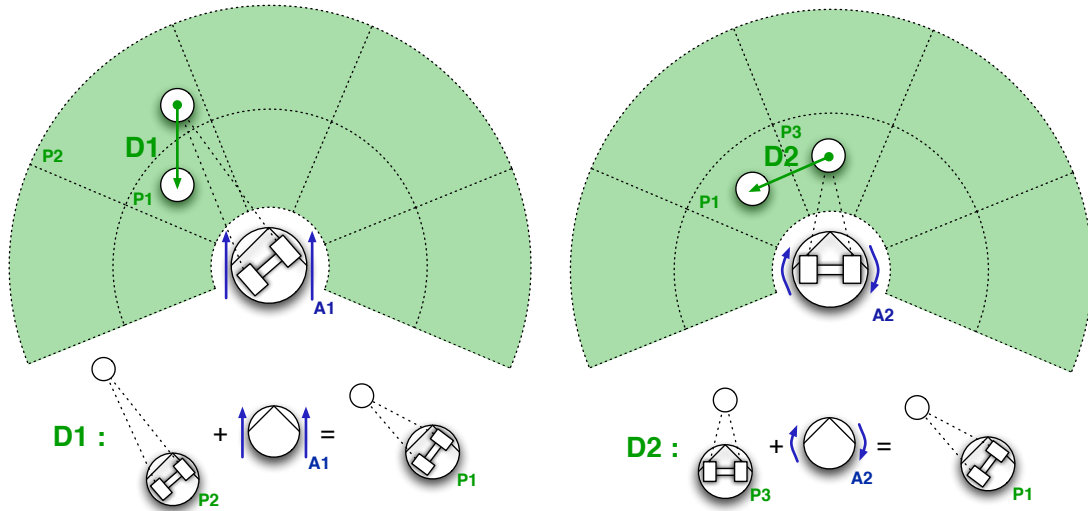 P2
D1
P1
A1
P3
D2
P1
A2
D1 :
P2
+
A1
=
P1
D2 :
P3
+
A2
=
P1